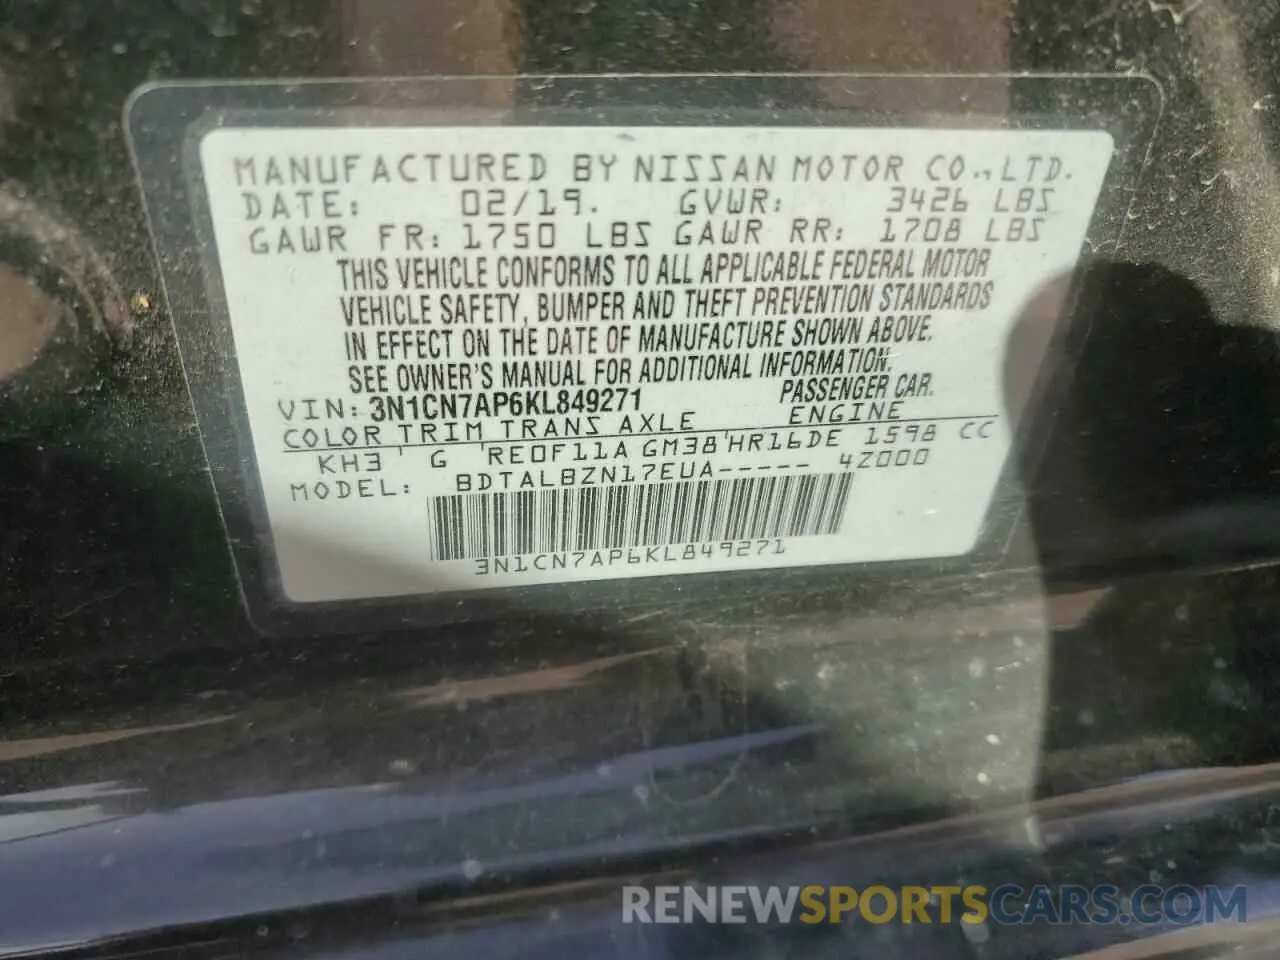 MANUFACTURED BY NISSAN MOTOR CO., LTD.
DATE: 02/19. GVWR: 3426 LBS
GAWR FR: 1750 LBS GAWR RR: 1708 LBS
THIS VEHICLE CONFORMS TO ALL APPLICABLE FEDERAL MOTOR
VEHICLE SAFETY, BUMPER AND THEFT PREVENTION STANDARDS
IN EFFECT ON THE DATE OF MANUFACTURE SHOWN ABOVE.
SEE OWNER'S MANUAL FOR ADDITIONAL INFORMATION.
VIN: 3N1CN7AP6KL849271 PASSENGER CAR.
COLOR TRIM TRANS AXLE ENGINE
KH3 ' G 'RE0F11A GM38'HR16DE 1598 CC
MODEL: BDTALBZN17EUA----- 4Z000
3N1CN7AP6KL849271
RENEWSPORTSCARS.COM